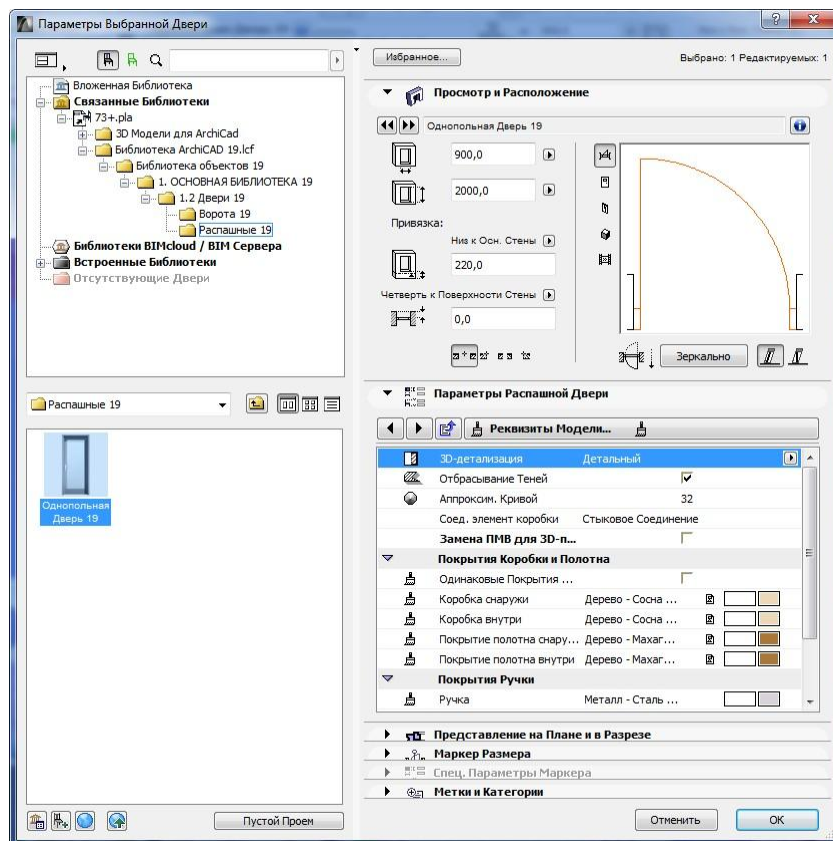 Параметры Выбранной Двери
Вложенная Библиотека
Связанные Библиотеки
73+.pla
3D Модели для ArchiCad
Библиотека ArchiCAD 19.lcf
Библиотека объектов 19
1. ОСНОВНАЯ БИБЛИОТЕКА 19
1.2 Двери 19
Ворота 19
Распашные 19
Библиотеки BIMcloud / BIM Сервера
Встроенные Библиотеки
Отсутствующие Двери
Распашные 19
Однопольная
Дверь 19
Пустой Проем
Избранное...
Выбрано: 1 Редактируемых: 1
Просмотр и Расположение
Однопольная Дверь 19
900,0
2000,0
Привязка:
Низ к Осн. Стены
220,0
Четверть к Поверхности Стены
0,0
Зеркально
Параметры Распашной Двери
Реквизиты Модели...
3D-детализация Детальный
Отбрасывание Теней
Аппроксим. Кривой 32
Соед. элемент коробки Стыковое Соединение
Замена ПМВ для 3D-п...
Покрытия Коробки и Полотна
Одинаковые Покрытия ...
Коробка снаружи Дерево - Сосна ...
Коробка внутри Дерево - Сосна ...
Покрытие полотна снару... Дерево - Махаг...
Покрытие полотна внутри Дерево - Махаг...
Покрытия Ручки
Ручка Металл - Сталь ...
Представление на Плане и в Разрезе
Маркер Размера
Спец. Параметры Маркера
Метки и Категории
Отменить
OK